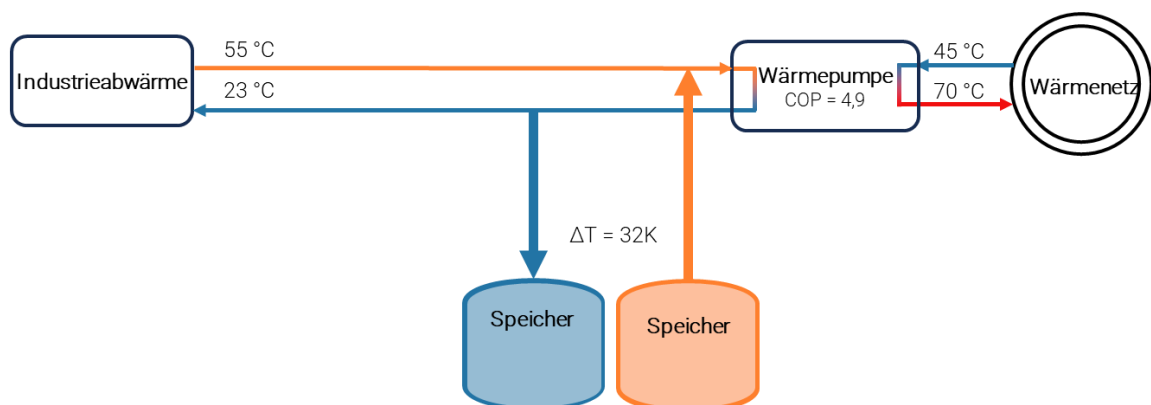 55 °C
45 °C
Industrieabwärme
Wärmepumpe
Wärmenetz
23 °C
COP = 4,9
70 °C
ΔT = 32K
Speicher
Speicher